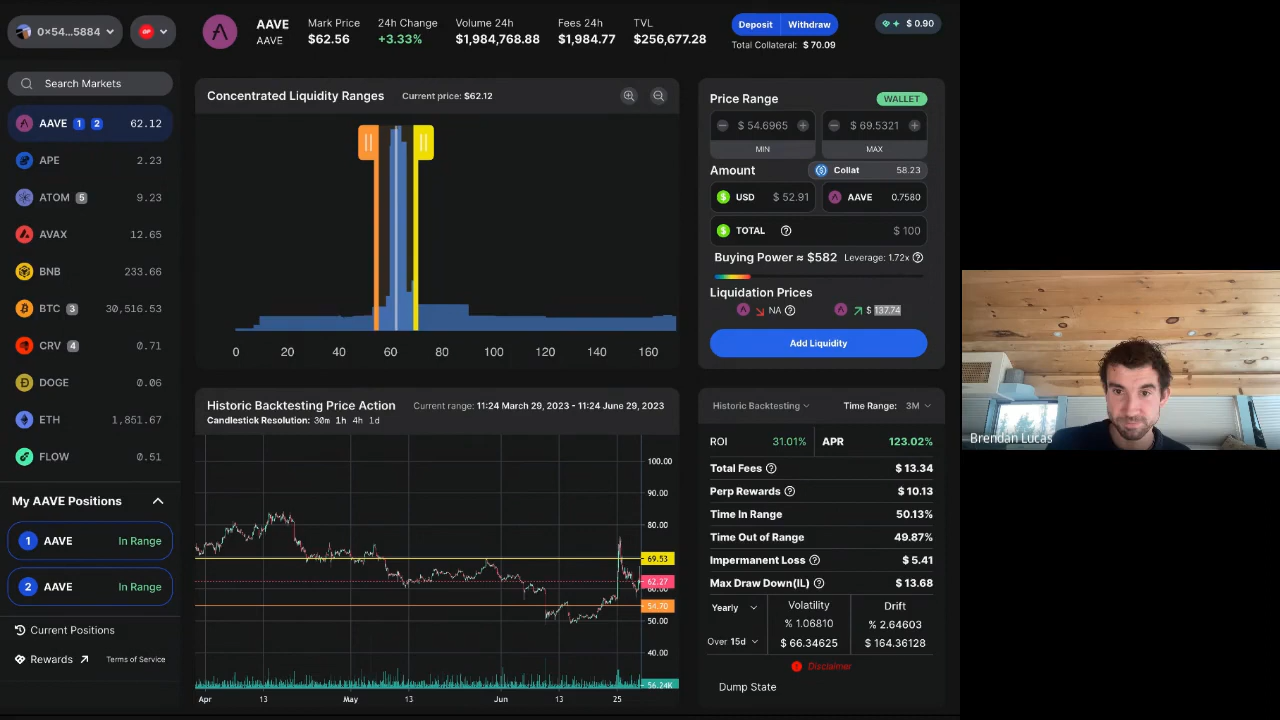 0×54...5884
OP
AAVE
AAVE
Mark Price
$62.56
24h Change
+3.33%
Volume 24h
$1,984,768.88
Fees 24h
$1,984.77
TVL
$256,677.28
Deposit
Withdraw
Total Collateral: $ 70.09
$ 0.90
Search Markets
AAVE 1 2 62.12
APE 2.23
ATOM 5 9.23
AVAX 12.65
BNB 233.66
BTC 3 30,516.53
CRV 4 0.71
DOGE 0.06
ETH 1,851.67
FLOW 0.51
My AAVE Positions
1 AAVE In Range
2 AAVE In Range
Current Positions
Rewards Terms of Service
Concentrated Liquidity Ranges Current price: $62.12
0 20 40 60 80 100 120 140 160
Price Range WALLET
$ 54.6965
MIN
$ 69.5321
MAX
Amount Collat 58.23
USD $ 52.91
AAVE 0.7580
TOTAL $ 100
Buying Power ≈ $582 Leverage: 1.72x
Liquidation Prices
NA $ 137.74
Add Liquidity
Historic Backtesting Price Action Current range: 11:24 March 29, 2023 - 11:24 June 29, 2023
Candlestick Resolution: 30m 1h 4h 1d
100.00
90.00
80.00
69.53
62.27
60.00
54.70
50.00
40.00
56.24K
Apr 13 May 13 Jun 13 25
Historic Backtesting Time Range: 3M
ROI 31.01% APR 123.02%
Total Fees $ 13.34
Perp Rewards $ 10.13
Time In Range 50.13%
Time Out of Range 49.87%
Impermanent Loss $ 5.41
Max Draw Down(IL) $ 13.68
Yearly
Over 15d
Volatility
% 1.06810
$ 66.34625
Drift
% 2.64603
$ 164.36128
Disclaimer
Dump State
Brendan Lucas